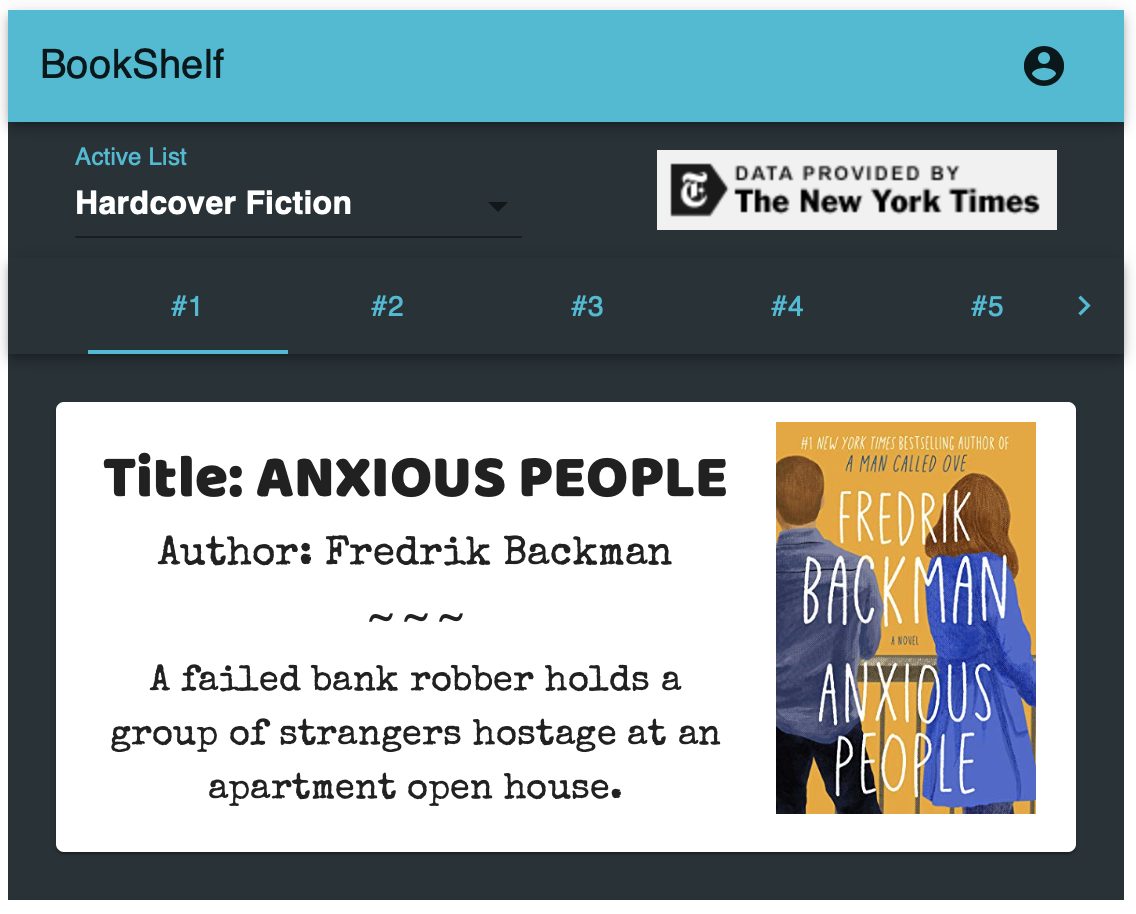 BookShelf
Active List
Hardcover Fiction
DATA PROVIDED BY
The New York Times
#1 #2 #3 #4 #5
Title: ANXIOUS PEOPLE
Author: Fredrik Backman
~~~
A failed bank robber holds a
group of strangers hostage at an
apartment open house.
#1 NEW YORK TIMES BESTSELLING AUTHOR OF
A MAN CALLED OVE
FREDRIK
BACKMAN
A NOVEL
ANXIOUS
PEOPLE